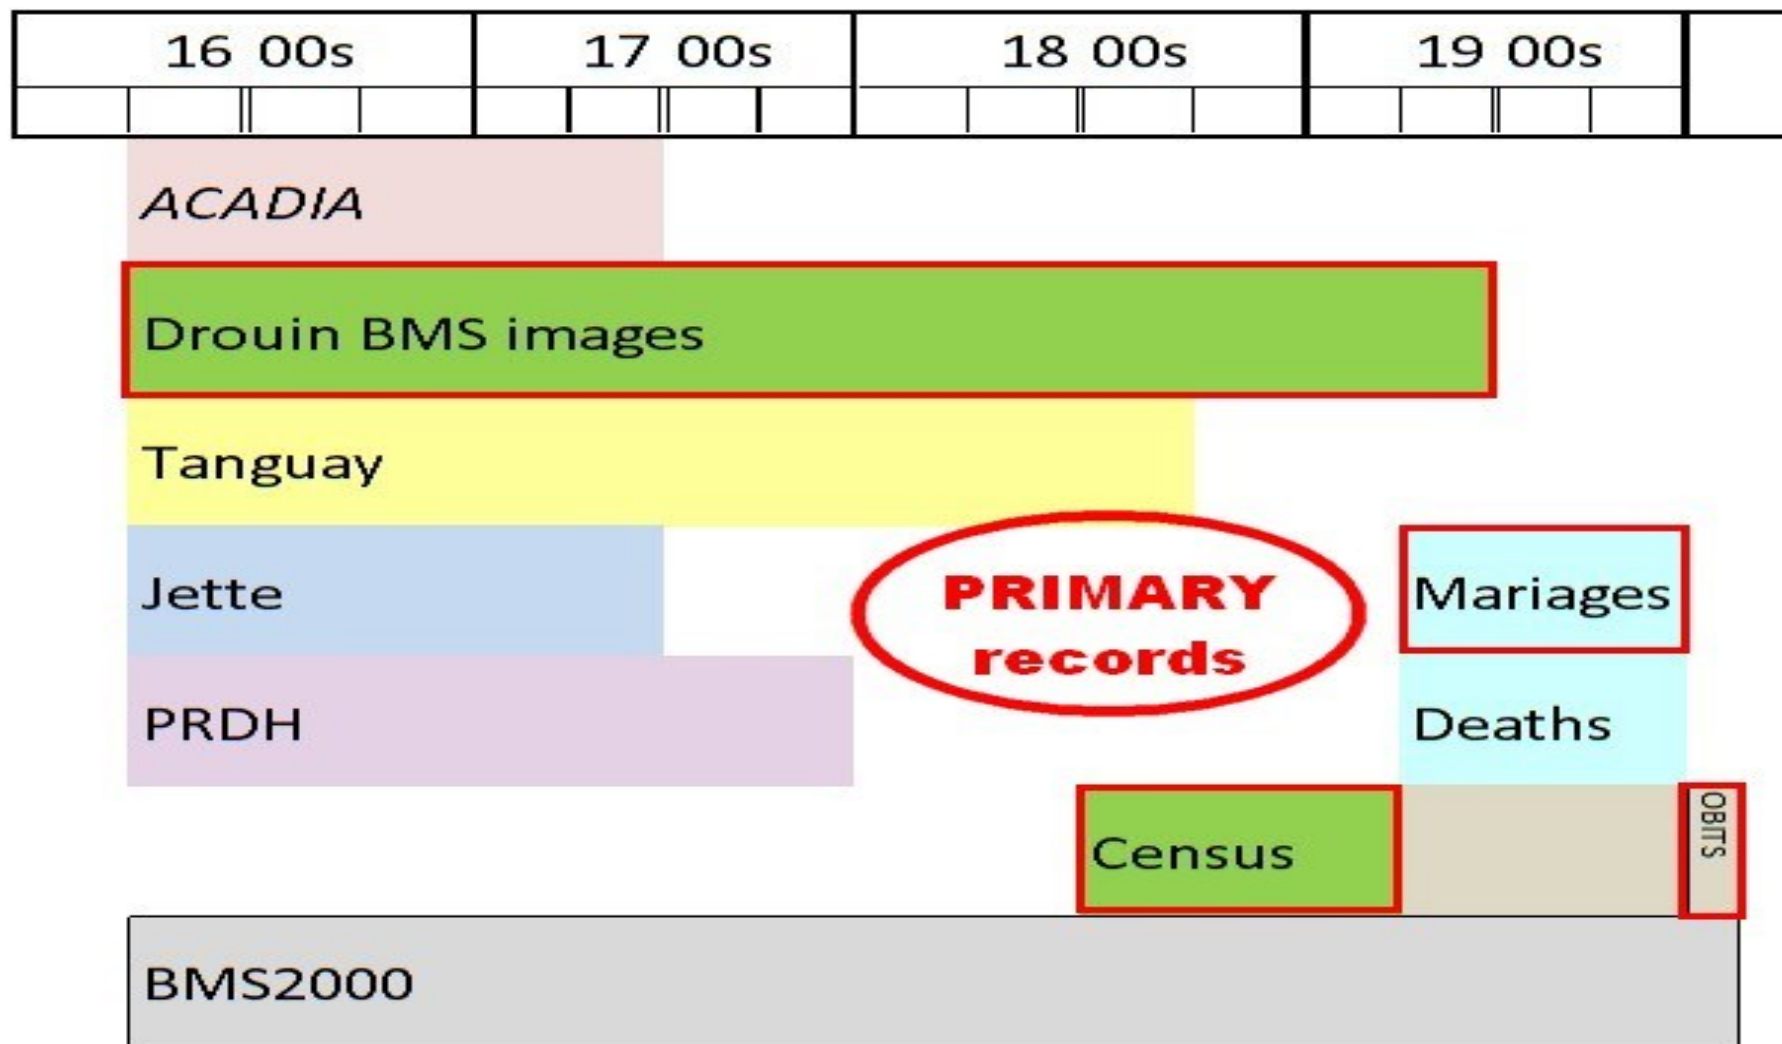 16 00s 17 00s 18 00s 19 00s
ACADIA
Drouin BMS images
Tanguay
Jette
PRIMARY
records
Mariages
PRDH
Deaths
Census
OBITS
BMS2000